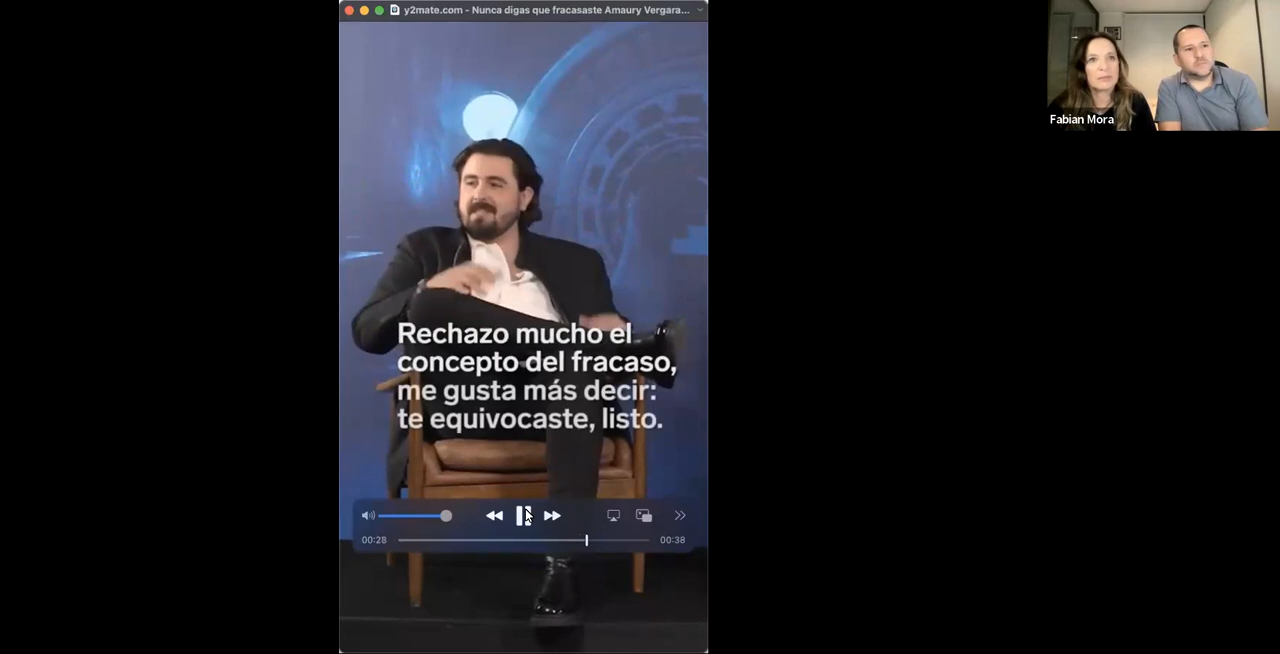 y2mate.com - Nunca digas que fracasaste Amaury Vergara...
Fabian Mora
Rechazo mucho el
concepto del fracaso,
me gusta más decir:
te equivocaste, listo.
00:28
00:38